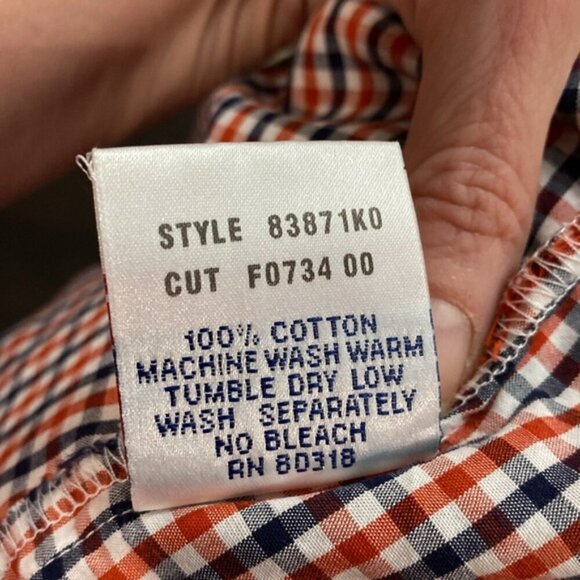 STYLE 83871K0
CUT F0734 00
100% COTTON
MACHINE WASH WARM
TUMBLE DRY LOW
WASH SEPARATELY
NO BLEACH
RN 80318